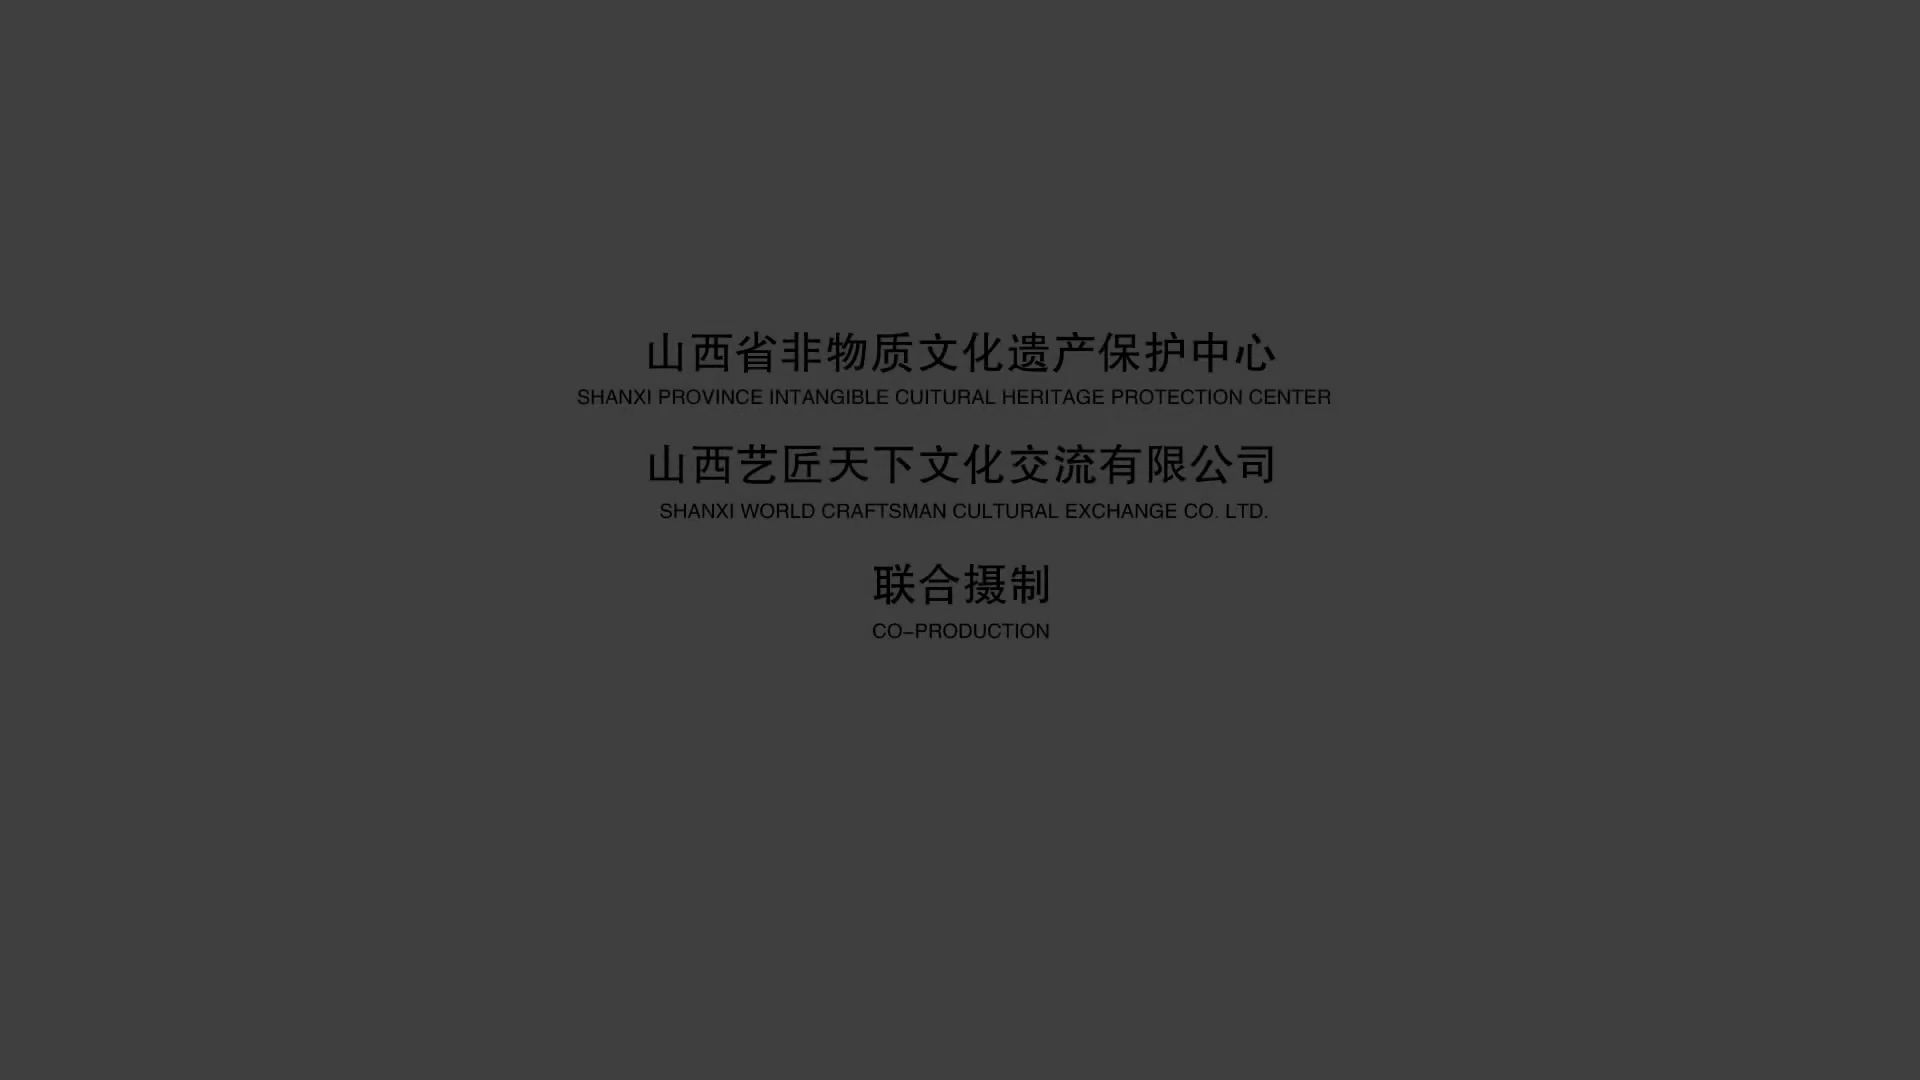 山西省非物质文化遗产保护中心
SHANXI PROVINCE INTANGIBLE CUITURAL HERITAGE PROTECTION CENTER
山西艺匠天下文化交流有限公司
SHANXI WORLD CRAFTSMAN CULTURAL EXCHANGE CO. LTD.
联合摄制
CO-PRODUCTION